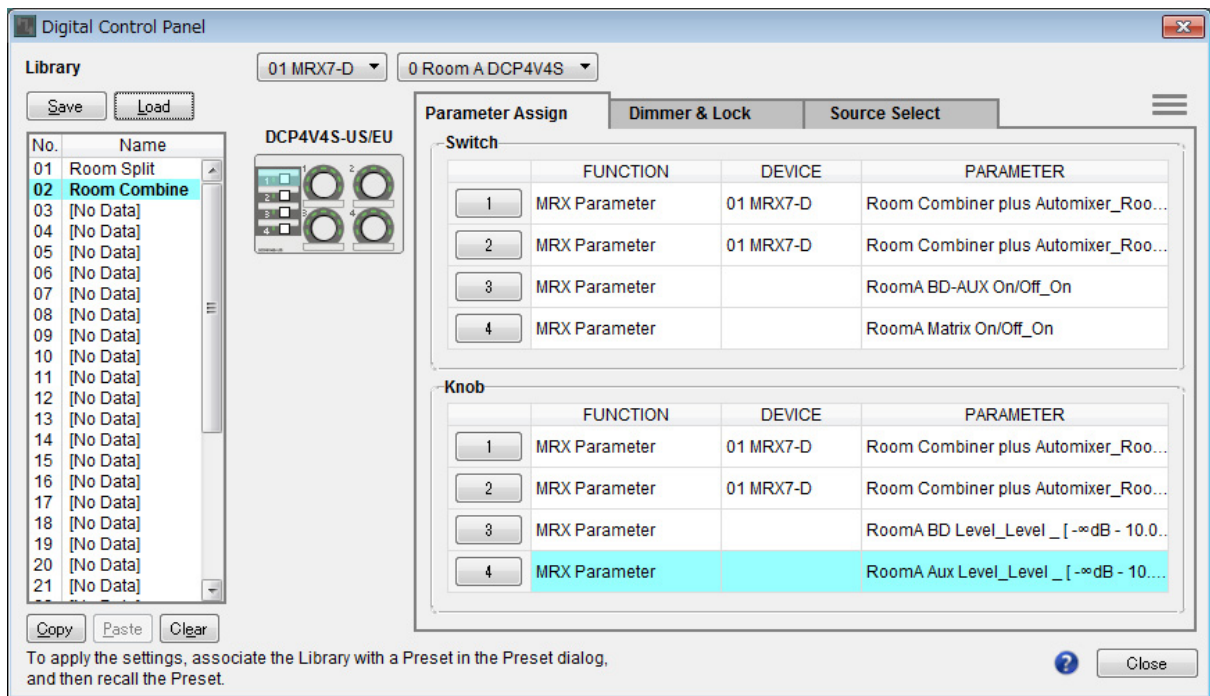 Digital Control Panel
Library
01 MRX7-D
0 Room A DCP4V4S
Save
Load
Parameter Assign
Dimmer & Lock
Source Select
No. Name
01 Room Split
02 Room Combine
03 [No Data]
04 [No Data]
05 [No Data]
06 [No Data]
07 [No Data]
08 [No Data]
09 [No Data]
10 [No Data]
11 [No Data]
12 [No Data]
13 [No Data]
14 [No Data]
15 [No Data]
16 [No Data]
17 [No Data]
18 [No Data]
19 [No Data]
20 [No Data]
21 [No Data]
DCP4V4S-US/EU
1 2
1
2
3 3 4
4
Switch
FUNCTION DEVICE PARAMETER
1 MRX Parameter 01 MRX7-D Room Combiner plus Automixer_Roo...
2 MRX Parameter 01 MRX7-D Room Combiner plus Automixer_Roo...
3 MRX Parameter RoomA BD-AUX On/Off_On
4 MRX Parameter RoomA Matrix On/Off_On
Knob
FUNCTION DEVICE PARAMETER
1 MRX Parameter 01 MRX7-D Room Combiner plus Automixer_Roo...
2 MRX Parameter 01 MRX7-D Room Combiner plus Automixer_Roo...
3 MRX Parameter RoomA BD Level_Level _ [ -∞dB - 10.0..
4 MRX Parameter RoomA Aux Level_Level _ [ -∞dB - 10....
Copy
Paste
Clear
To apply the settings, associate the Library with a Preset in the Preset dialog,
and then recall the Preset.
?
Close